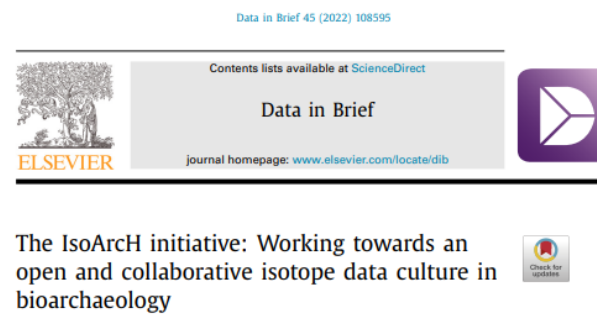 Data in Brief 45 (2022) 108595
Contents lists available at ScienceDirect
Data in Brief
ELSEVIER
journal homepage: www.elsevier.com/locate/dib
The IsoArcH initiative: Working towards an
open and collaborative isotope data culture in
bioarchaeology
Check for
updates